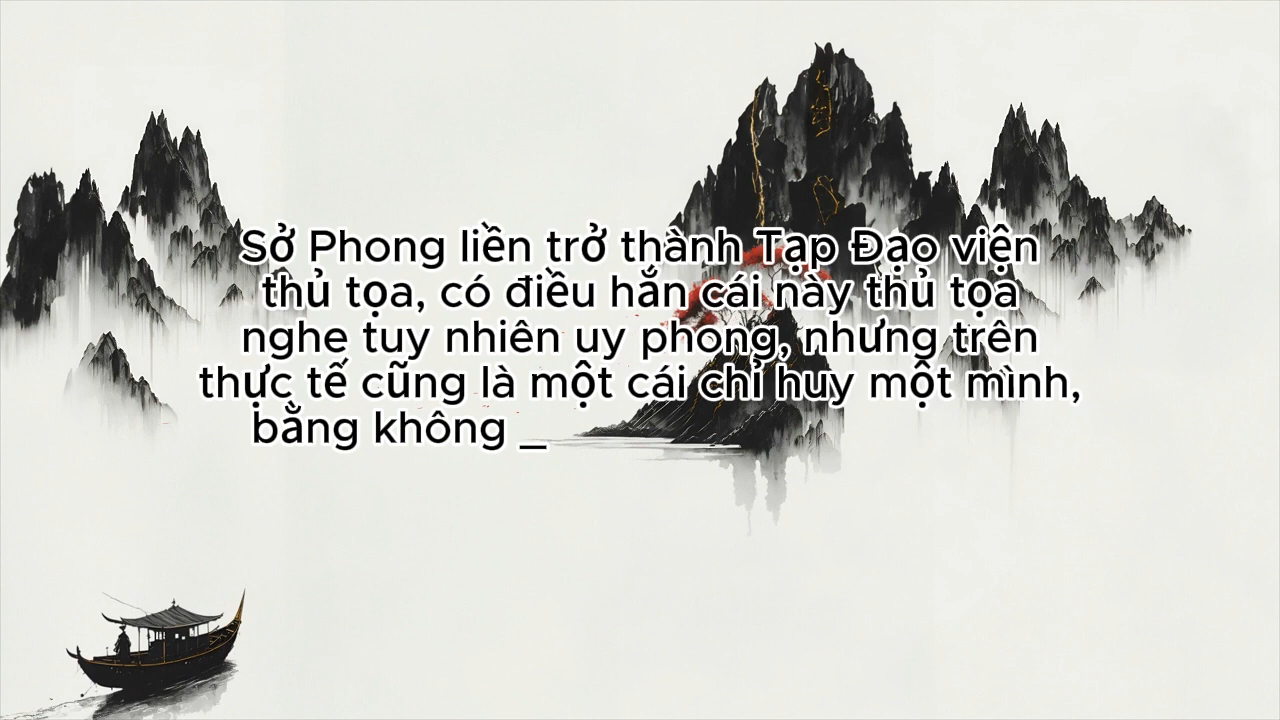 Sở Phong liền trở thành Tạp Đạo viện
thủ tọa, có điều hắn cái này thủ tọa
nghe tuy nhiên uy phong, nhưng trên
thực tế cũng là một cái chỉ huy một mình,
bằng không _